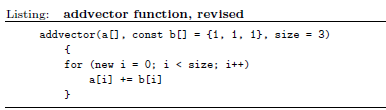 Listing: addvector function, revised
addvector(a[], const b[] = {1, 1, 1}, size = 3)
{
for (new i = 0; i < size; i++)
a[i] += b[i]
}